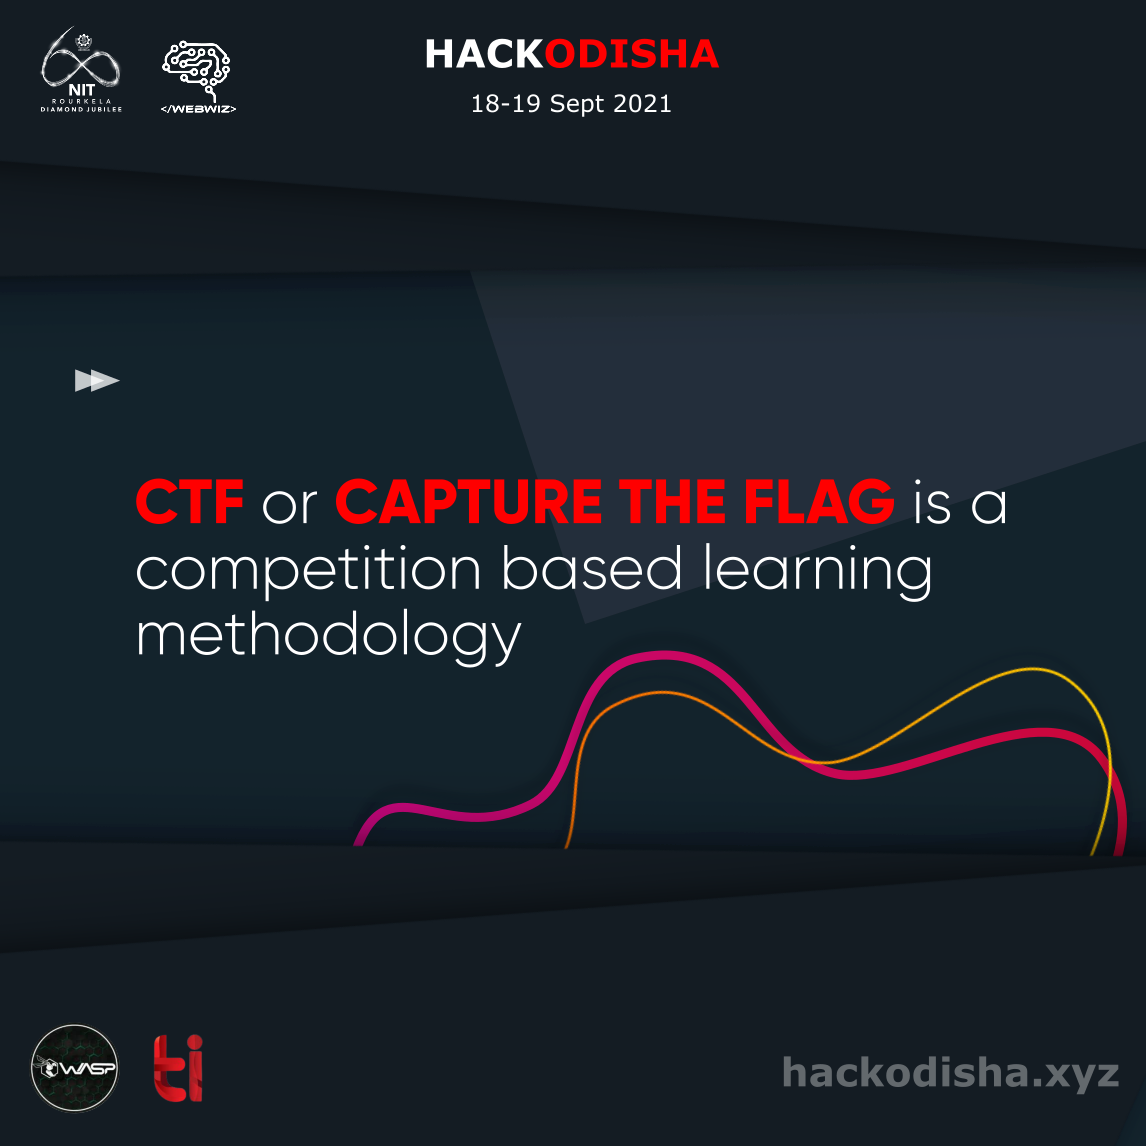 60
NIT
ROURKELA
DIAMOND JUBILEE
</WEBWIZ>
HACKODISHA
18-19 Sept 2021
CTF or CAPTURE THE FLAG is a
competition based learning
methodology
WASP
ti
hackodisha.xyz